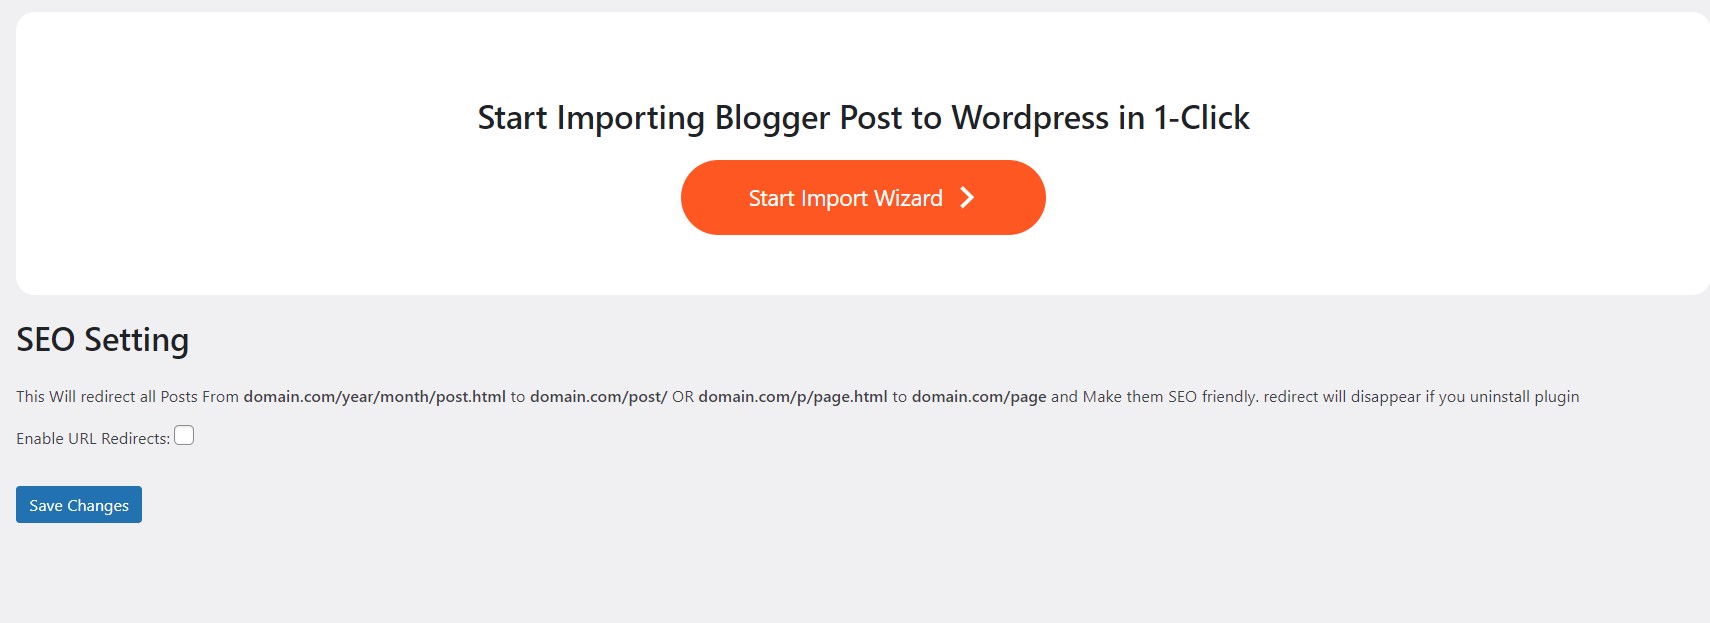 Start Importing Blogger Post to Wordpress in 1-Click
Start Import Wizard
SEO Setting
This Will redirect all Posts From domain.com/year/month/post.html to domain.com/post/ OR domain.com/p/page.html to domain.com/page and Make them SEO friendly. redirect will disappear if you uninstall plugin
Enable URL Redirects:
Save Changes